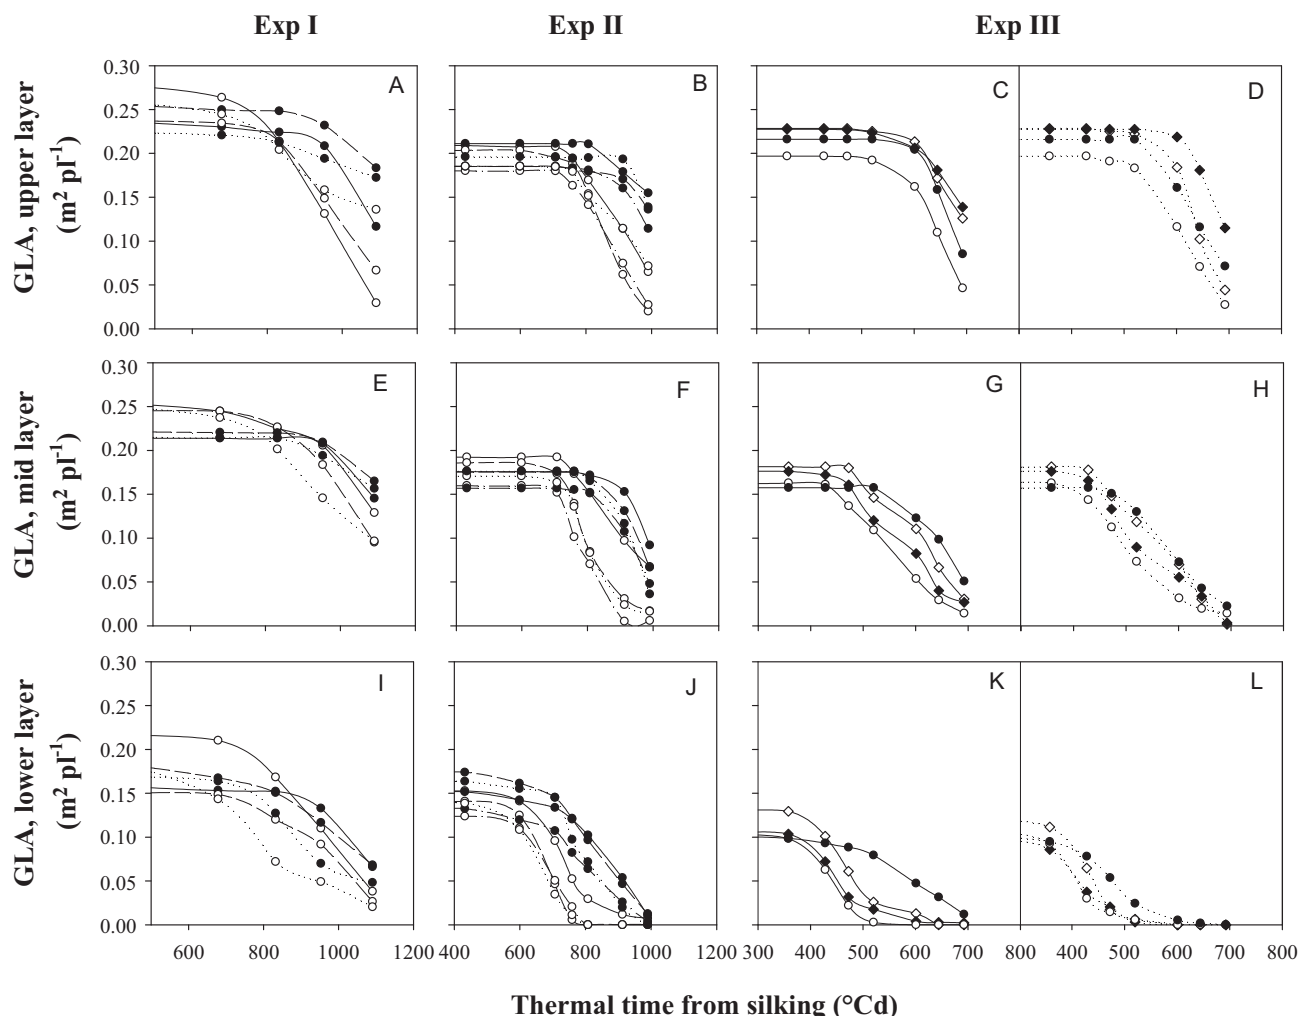 Exp I
Exp II
Exp III
GLA, upper layer
(m² pl⁻¹)
0.30
0.25
0.20
0.15
0.10
0.05
0.00
A
B
C
D
GLA, mid layer
(m² pl⁻¹)
0.30
0.25
0.20
0.15
0.10
0.05
0.00
E
F
G
H
GLA, lower layer
(m² pl⁻¹)
0.30
0.25
0.20
0.15
0.10
0.05
0.00
I
J
K
L
600 800 1000 1200
400 600 800 1000 1200
300 400 500 600 700
300 400 500 600 700 800
Thermal time from silking (°Cd)